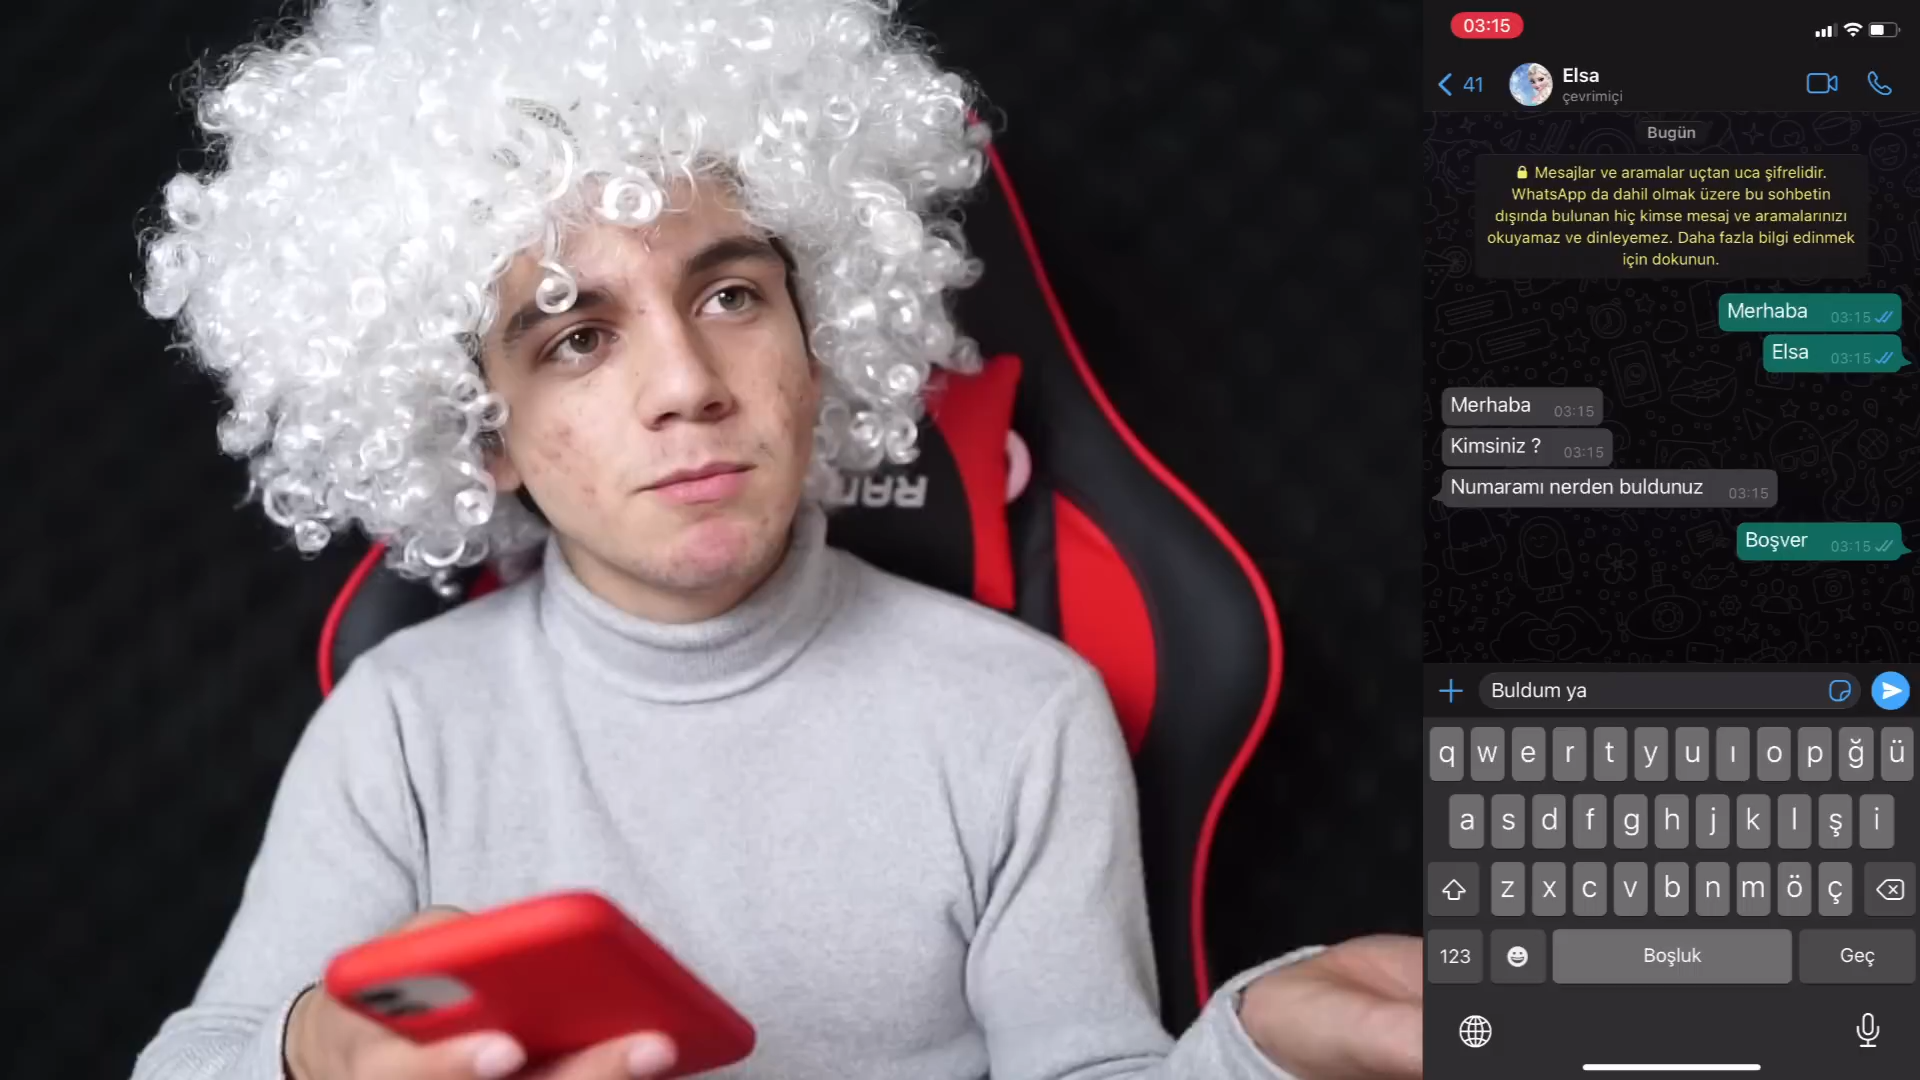 03:15
41
Elsa
çevrimiçi
Bugün
Mesajlar ve aramalar uçtan uca şifrelidir.
WhatsApp da dahil olmak üzere bu sohbetin
dışında bulunan hiç kimse mesaj ve aramalarınızı
okuyamaz ve dinleyemez. Daha fazla bilgi edinmek
için dokunun.
Merhaba 03:15
Elsa 03:15
Merhaba 03:15
Kimsiniz ? 03:15
Numaramı nerden buldunuz 03:15
Boşver 03:15
Buldum ya
q w e r t y u ı o p ğ ü
a s d f g h j k l ş i
z x c v b n m ö ç
123 Boşluk Geç